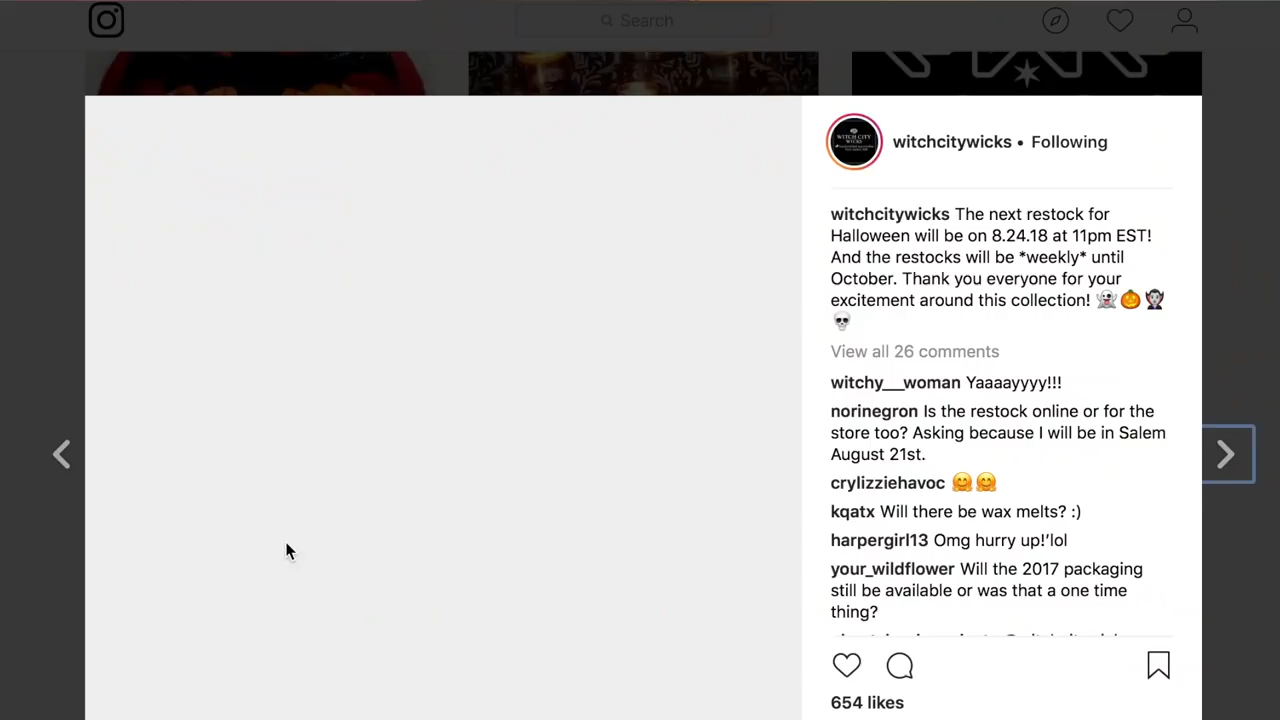 Search
witchcitywicks • Following
witchcitywicks The next restock for
Halloween will be on 8.24.18 at 11pm EST!
And the restocks will be *weekly* until
October. Thank you everyone for your
excitement around this collection! 👻🎃🧛
💀
View all 26 comments
witchy__woman Yaaaayyyy!!!
norinegron Is the restock online or for the
store too? Asking because I will be in Salem
August 21st.
crylizziehavoc 🤗🤗
kqatx Will there be wax melts? :)
harpergirl13 Omg hurry up!'lol
your_wildflower Will the 2017 packaging
still be available or was that a one time
thing?
654 likes